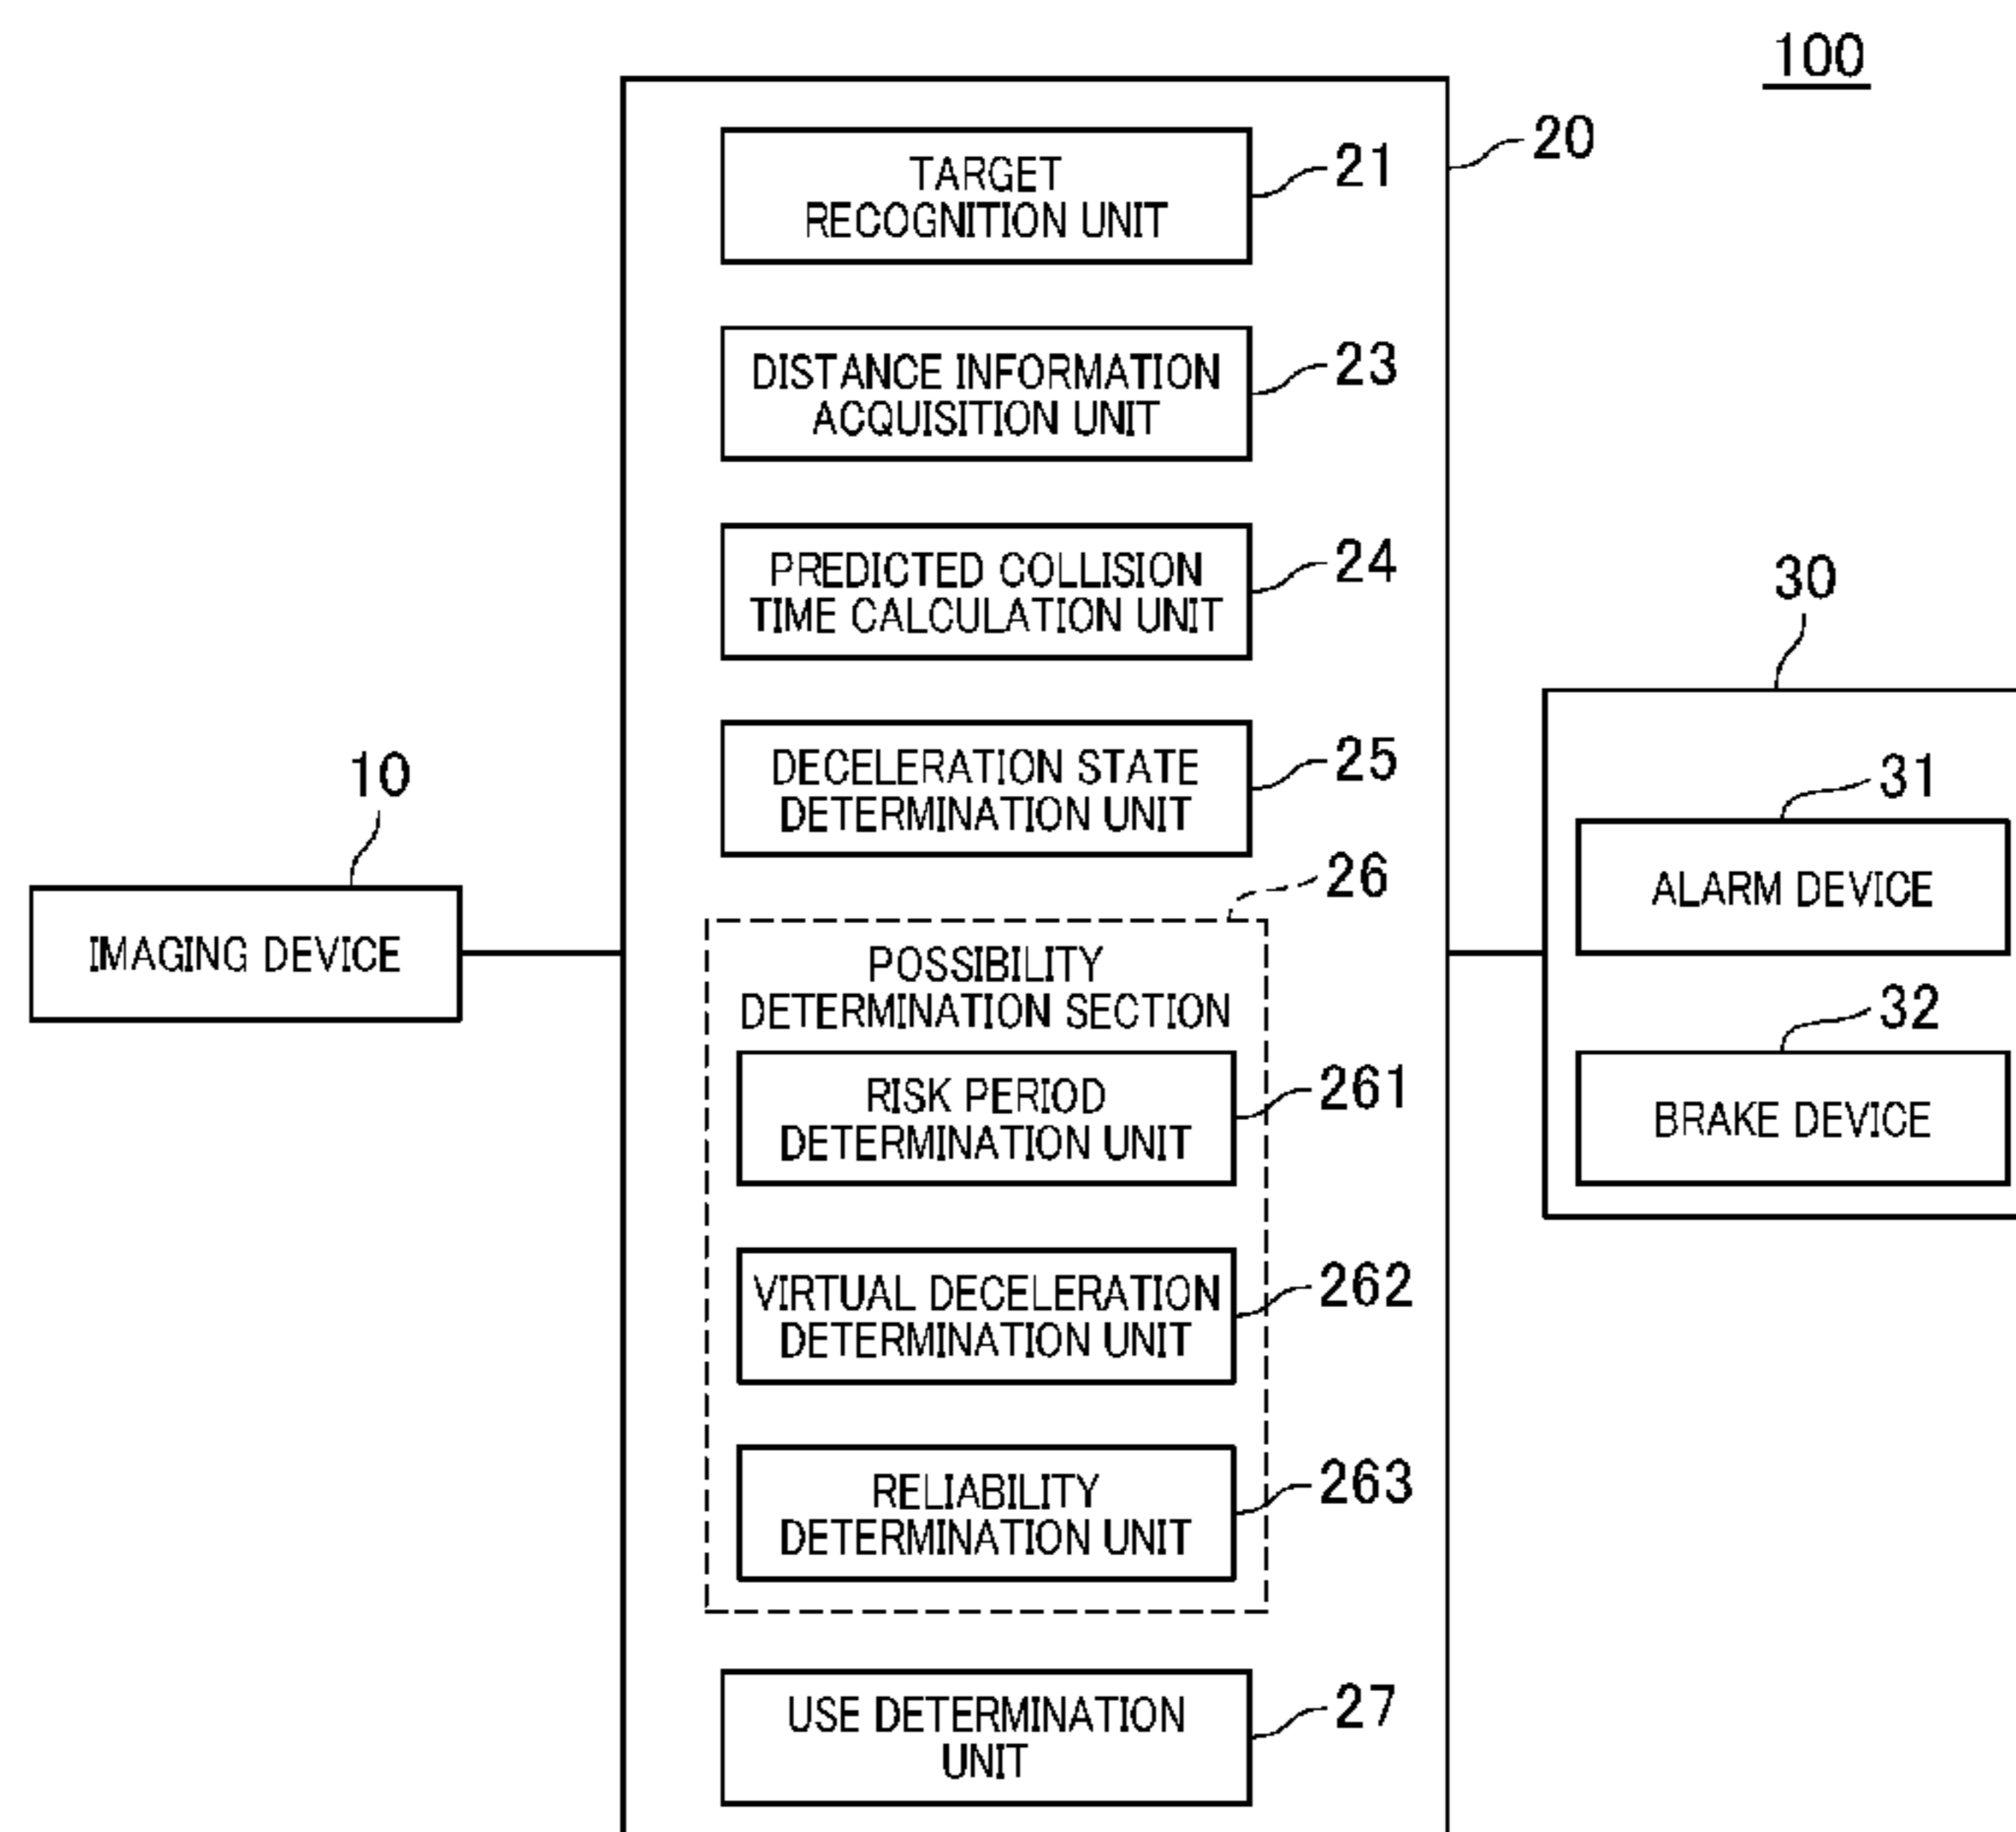 100
20
TARGET
RECOGNITION UNIT
21
DISTANCE INFORMATION
ACQUISITION UNIT
23
PREDICTED COLLISION
TIME CALCULATION UNIT
24
DECELERATION STATE
DETERMINATION UNIT
25
10
IMAGING DEVICE
26
POSSIBILITY
DETERMINATION SECTION
RISK PERIOD
DETERMINATION UNIT
261
VIRTUAL DECELERATION
DETERMINATION UNIT
262
RELIABILITY
DETERMINATION UNIT
263
USE DETERMINATION
UNIT
27
30
31
ALARM DEVICE
32
BRAKE DEVICE